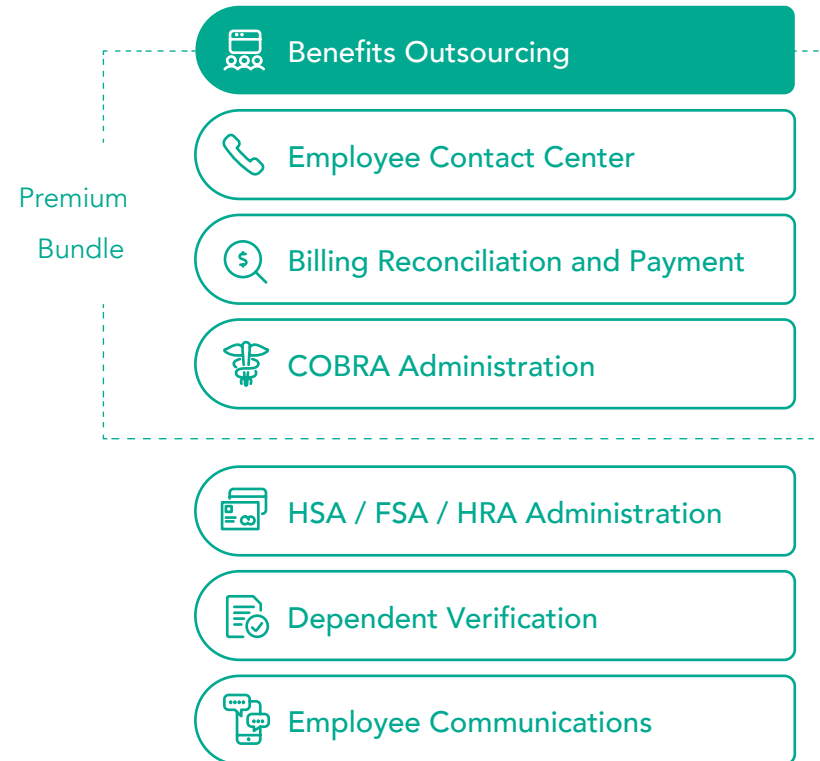 Benefits Outsourcing
Employee Contact Center
Premium
Bundle
Billing Reconciliation and Payment
COBRA Administration
HSA / FSA / HRA Administration
Dependent Verification
Employee Communications